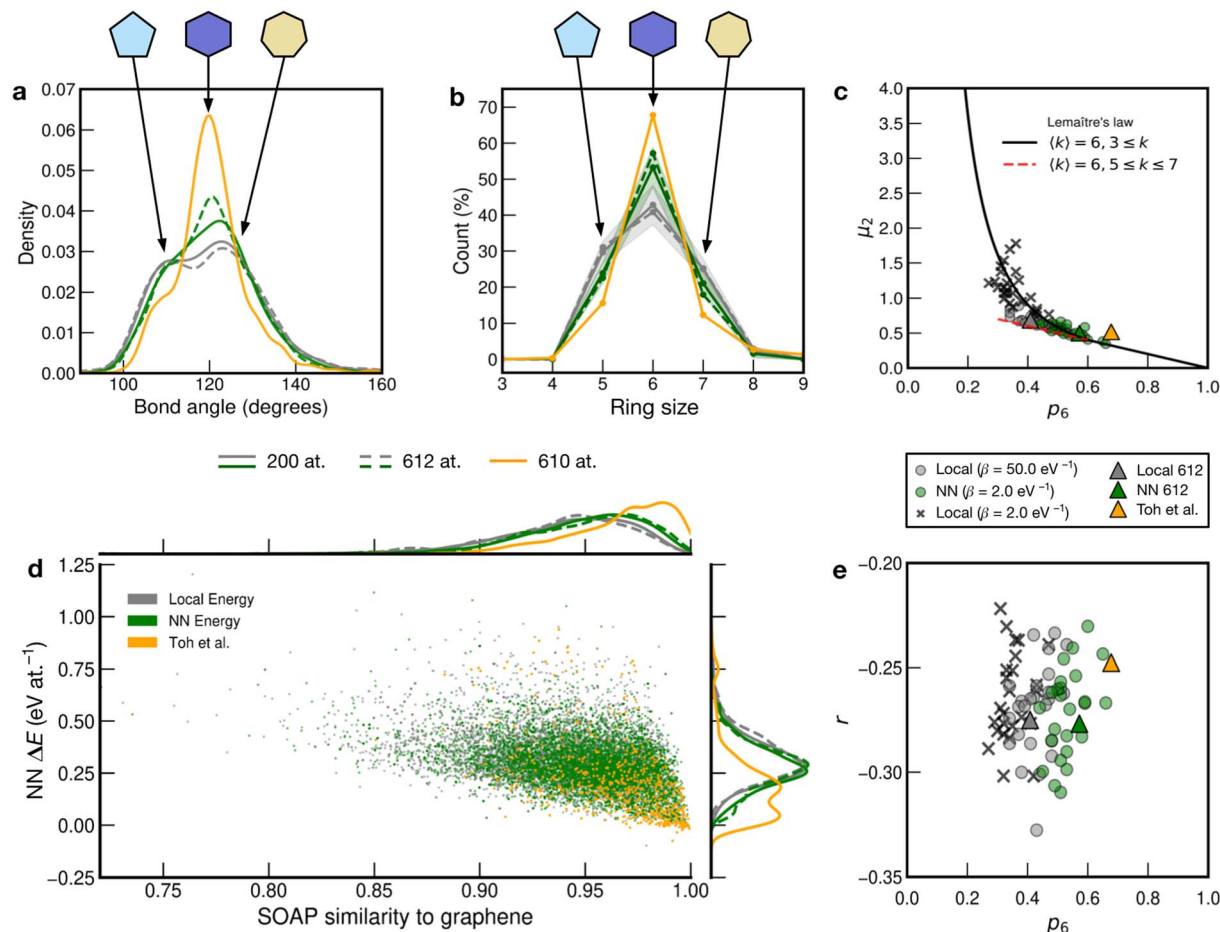 a
0.07
0.06
0.05
0.04
0.03
0.02
0.01
0.00
Density
100
120
140
160
Bond angle (degrees)
b
70
60
50
40
30
20
10
0
Count (%)
3
4
5
6
7
8
9
Ring size
c
4.0
3.5
3.0
2.5
2.0
1.5
1.0
0.5
0.0
μ₂
Lemaître's law
⟨k⟩ = 6, 3 ≤ k
⟨k⟩ = 6, 5 ≤ k ≤ 7
0.0
0.2
0.4
0.6
0.8
1.0
p₆
200 at.
612 at.
610 at.
Local (β = 50.0 eV⁻¹)
NN (β = 2.0 eV⁻¹)
Local (β = 2.0 eV⁻¹)
Local 612
NN 612
Toh et al.
d
1.25
1.00
0.75
0.50
0.25
0.00
−0.25
NN ΔE (eV at.⁻¹)
Local Energy
NN Energy
Toh et al.
0.75
0.80
0.85
0.90
0.95
1.00
SOAP similarity to graphene
e
−0.20
−0.25
−0.30
−0.35
r
0.0
0.2
0.4
0.6
0.8
1.0
p₆